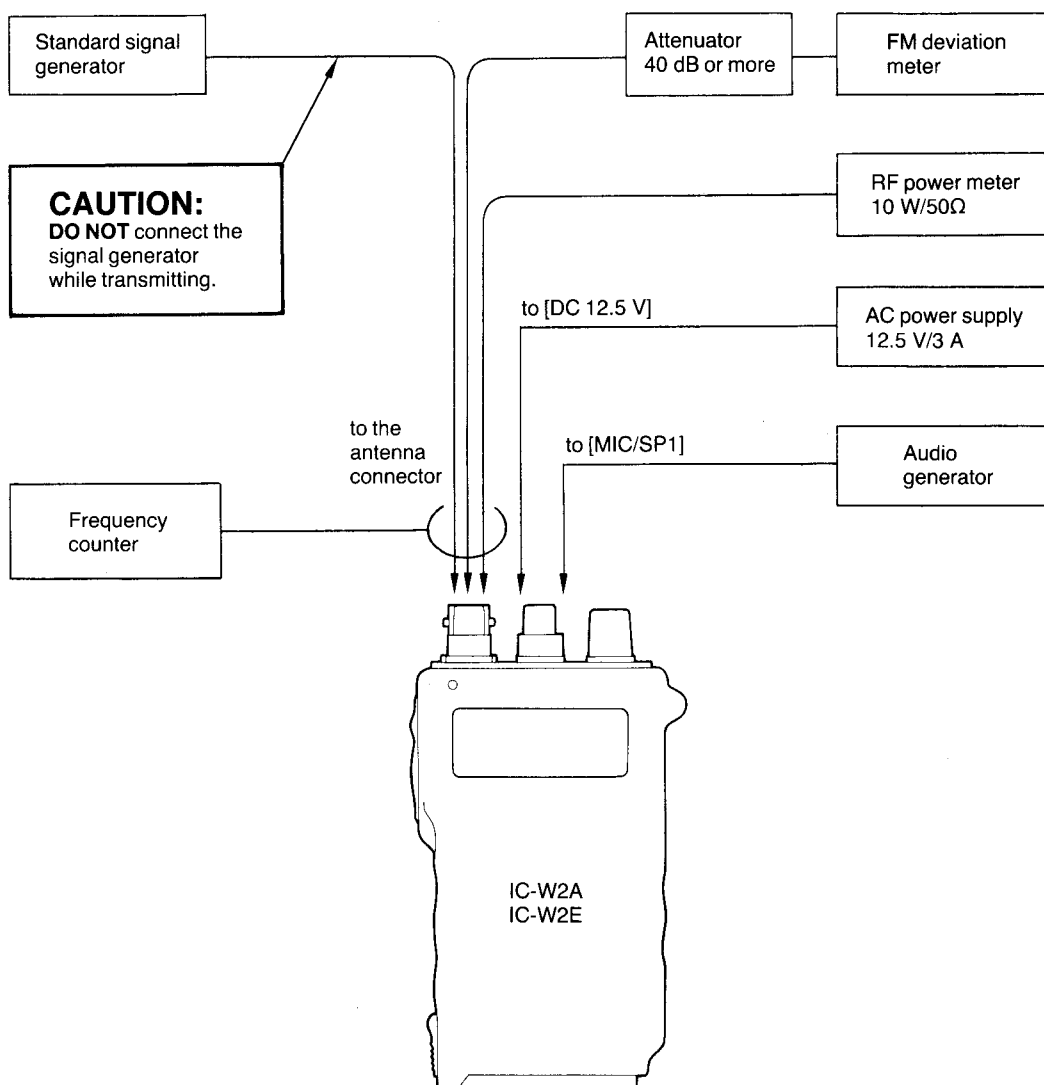 Standard signal
generator
Attenuator
40 dB or more
FM deviation
meter
CAUTION:
DO NOT connect the
signal generator
while transmitting.
RF power meter
10 W/50Ω
to [DC 12.5 V]
AC power supply
12.5 V/3 A
to the
antenna
connector
to [MIC/SP1]
Audio
generator
Frequency
counter
IC-W2A
IC-W2E